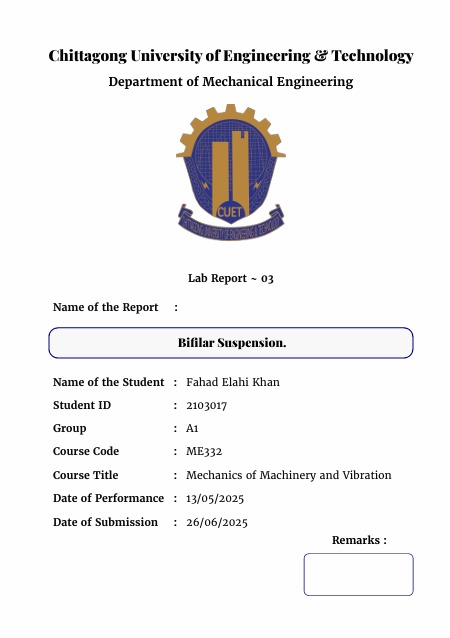 Chittagong University of Engineering & Technology
Department of Mechanical Engineering
CUET
Lab Report ~ 03
Name of the Report :
Bifilar Suspension.
Name of the Student : Fahad Elahi Khan
Student ID : 2103017
Group : A1
Course Code : ME332
Course Title : Mechanics of Machinery and Vibration
Date of Performance : 13/05/2025
Date of Submission : 26/06/2025
Remarks :